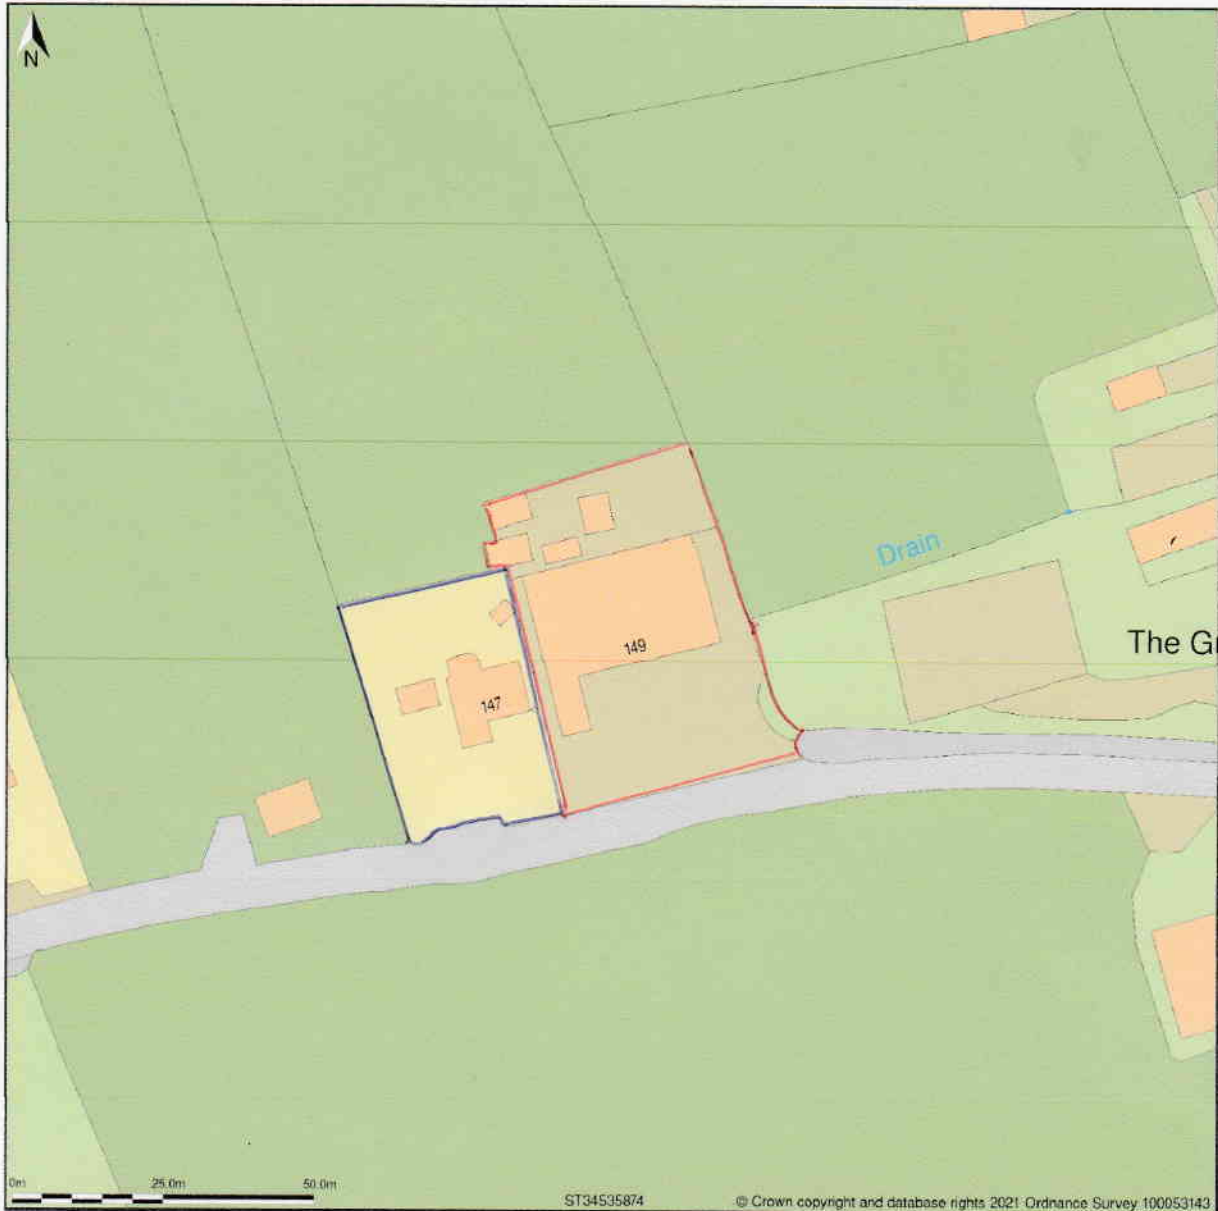 N
Drain
The Gr
149
147
0m 25.0m 50.0m
ST34535874
© Crown copyright and database rights 2021 Ordnance Survey 100053143